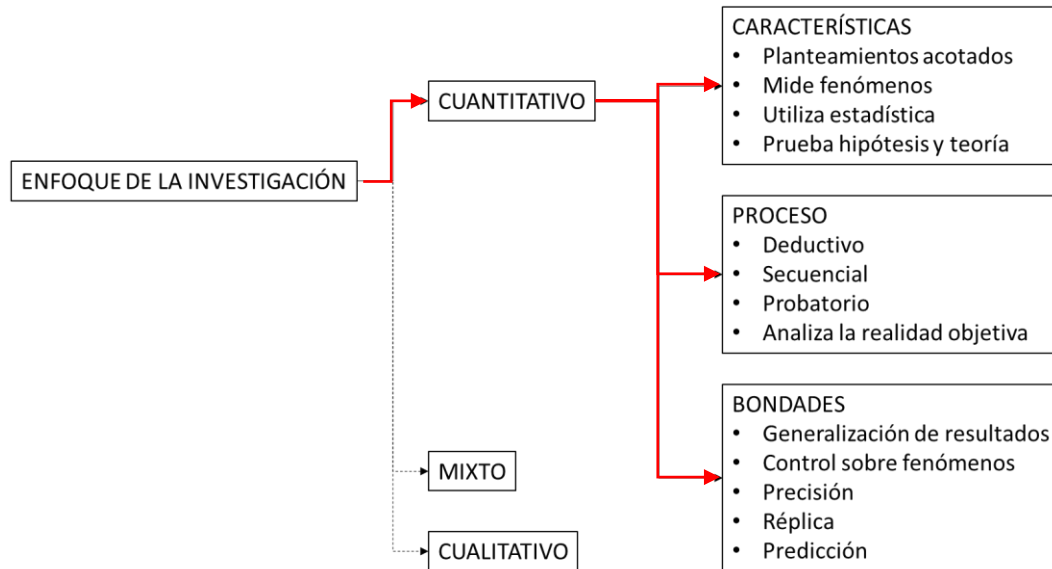 ENFOQUE DE LA INVESTIGACIÓN
CUANTITATIVO
MIXTO
CUALITATIVO
CARACTERÍSTICAS
• Planteamientos acotados
• Mide fenómenos
• Utiliza estadística
• Prueba hipótesis y teoría
PROCESO
• Deductivo
• Secuencial
• Probatorio
• Analiza la realidad objetiva
BONDADES
• Generalización de resultados
• Control sobre fenómenos
• Precisión
• Réplica
• Predicción